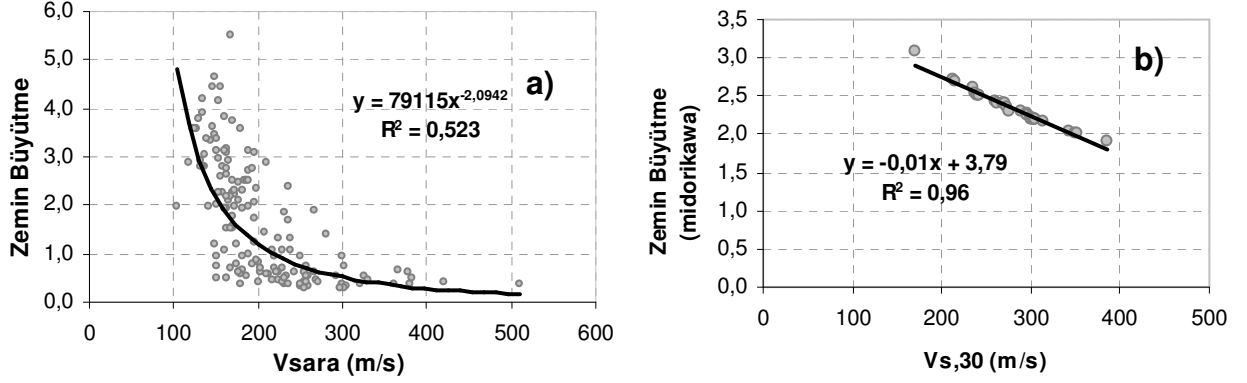 6,0
5,0
4,0
3,0
2,0
1,0
0,0
Zemin Büyütme
a)
y = 79115x^-2,0942
R² = 0,523
0 100 200 300 400 500 600
Vsara (m/s)
3,5
3,0
2,5
2,0
1,5
1,0
0,5
0,0
Zemin Büyütme
(midorikawa)
b)
y = -0,01x + 3,79
R² = 0,96
0 100 200 300 400 500
Vs,30 (m/s)